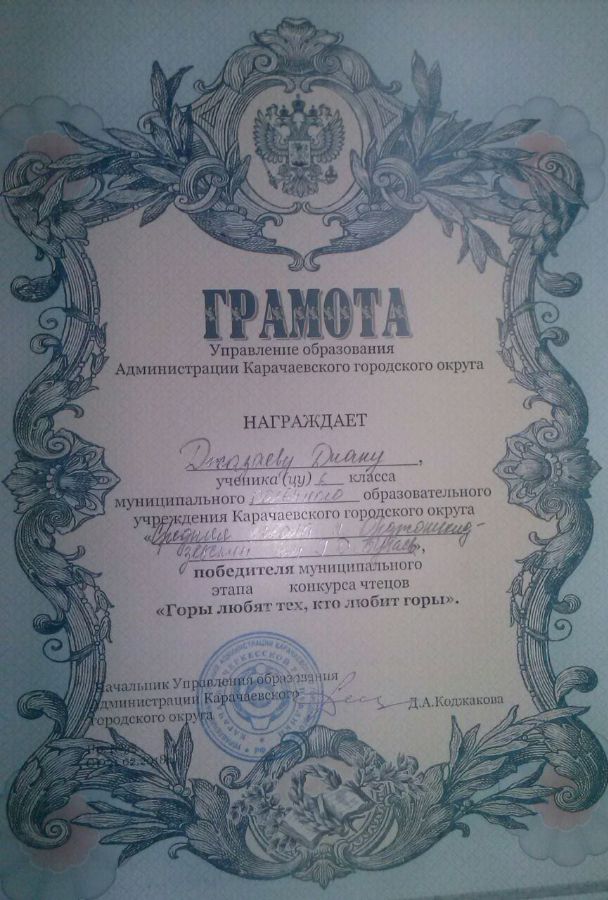 ГРАМОТА
Управление образования
Администрации Карачаевского городского округа
НАГРАЖДАЕТ
Диану,
ученика (цу) 6 класса
муниципального казенного образовательного
учреждения Карачаевского городского округа
«Средняя школа
победителя муниципального
этапа конкурса чтецов
«Горы любят тех, кто любит горы».
Начальник Управления образования
Администрации Карачаевского
городского округа
Д.А.Коджакова